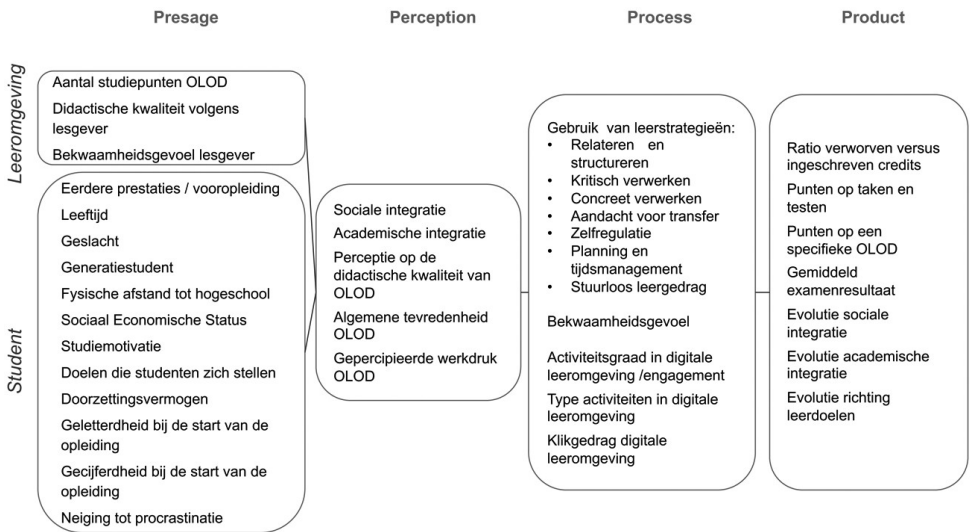 Presage
Perception
Process
Product
Leeromgeving
Aantal studiepunten OLOD
Didactische kwaliteit volgens
lesgever
Bekwaamheidsgevoel lesgever
Student
Eerdere prestaties / vooropleiding
Leeftijd
Geslacht
Generatiestudent
Fysische afstand tot hogeschool
Sociaal Economische Status
Studiemotivatie
Doelen die studenten zich stellen
Doorzettingsvermogen
Geletterdheid bij de start van de
opleiding
Gecijferdheid bij de start van de
opleiding
Neiging tot procrastinatie
Sociale integratie
Academische integratie
Perceptie op de
didactische kwaliteit van
OLOD
Algemene tevredenheid
OLOD
Gepercipieerde werkdruk
OLOD
Gebruik van leerstrategieën:
• Relateren en
structureren
• Kritisch verwerken
• Concreet verwerken
• Aandacht voor transfer
• Zelfregulatie
• Planning en
tijdsmanagement
• Stuurloos leergedrag
Bekwaamheidsgevoel
Activiteitsgraad in digitale
leeromgeving /engagement
Type activiteiten in digitale
leeromgeving
Klikgedrag digitale
leeromgeving
Ratio verworven versus
ingeschreven credits
Punten op taken en
testen
Punten op een
specifieke OLOD
Gemiddeld
examenresultaat
Evolutie sociale
integratie
Evolutie academische
integratie
Evolutie richting
leerdoelen